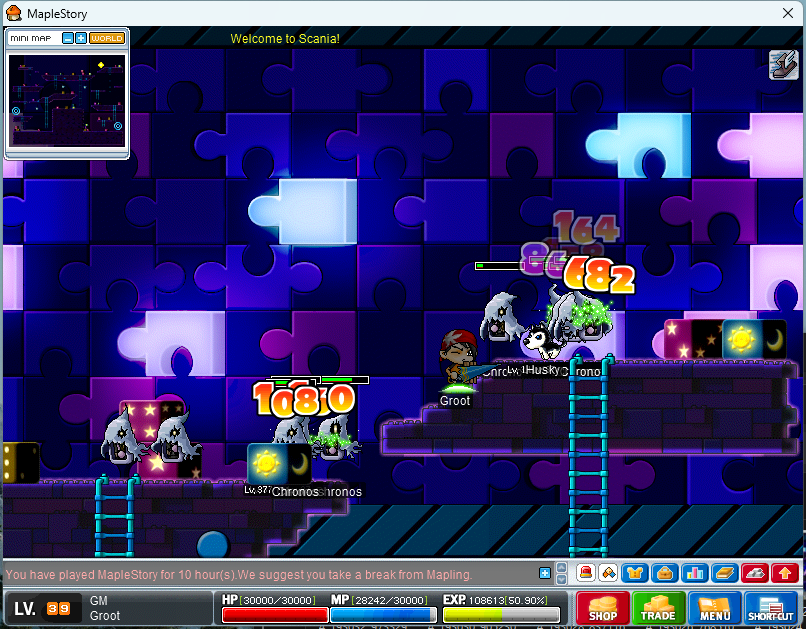 MapleStory
MINI MAP
WORLD
Welcome to Scania!
164
682
Husky
Groot
Chronos
You have played MapleStory for 10 hour(s).We suggest you take a break from Mapling.
LV. 39
GM
Groot
HP[30000/30000]
MP[28242/30000]
EXP 108613[50.90%]
SHOP
TRADE
MENU
SHORTCUT